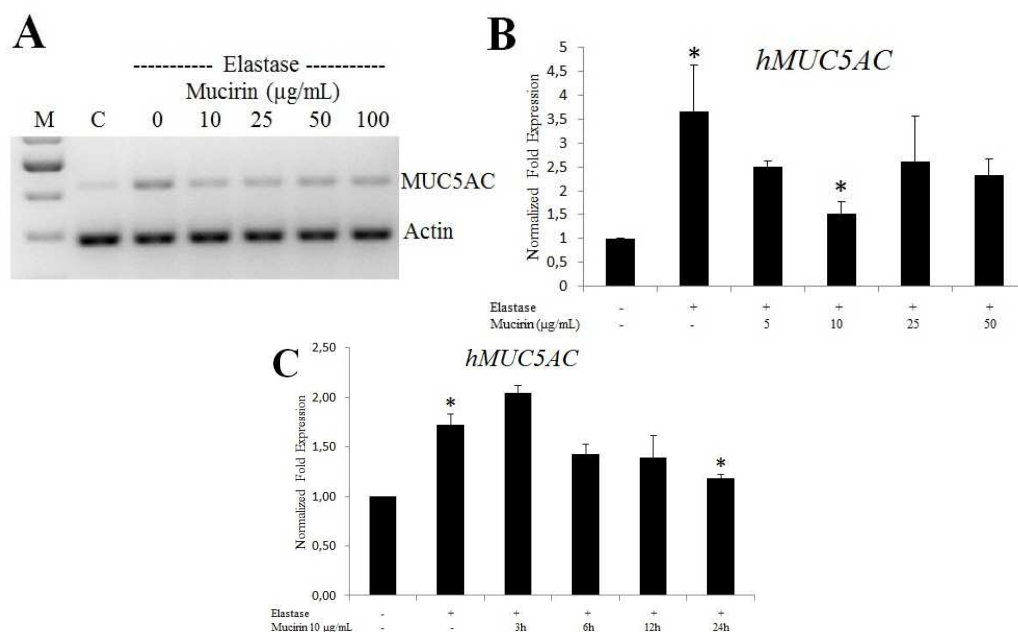 A
---------- Elastase ----------
Mucirin (µg/mL)
M C 0 10 25 50 100
MUC5AC
Actin
B
hMUC5AC
Normalized Fold Expression
5
4,5
4
3,5
3
2,5
2
1,5
1
0,5
0
*
*
Elastase - + + + + +
Mucirin (µg/mL) - - 5 10 25 50
C
hMUC5AC
Normalized Fold Expression
2,50
2,00
1,50
1,00
0,50
0,00
*
*
Elastase - + + + + +
Mucirin 10 µg/mL - - 3h 6h 12h 24h